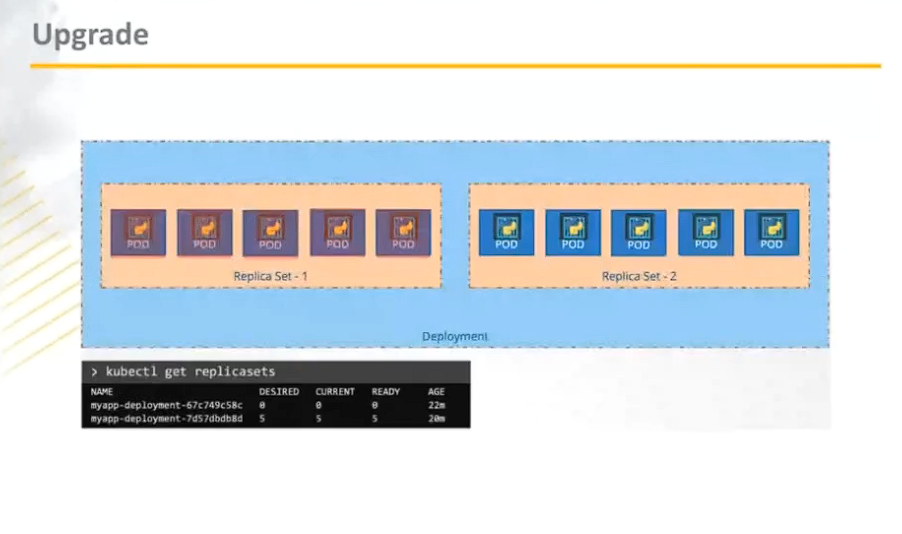 Upgrade
POD POD POD POD POD
Replica Set - 1
POD POD POD POD POD
Replica Set - 2
Deployment
> kubectl get replicasets
NAME DESIRED CURRENT READY AGE
myapp-deployment-67c749c58c 0 0 0 22m
myapp-deployment-7d57dbdb8d 5 5 5 20m